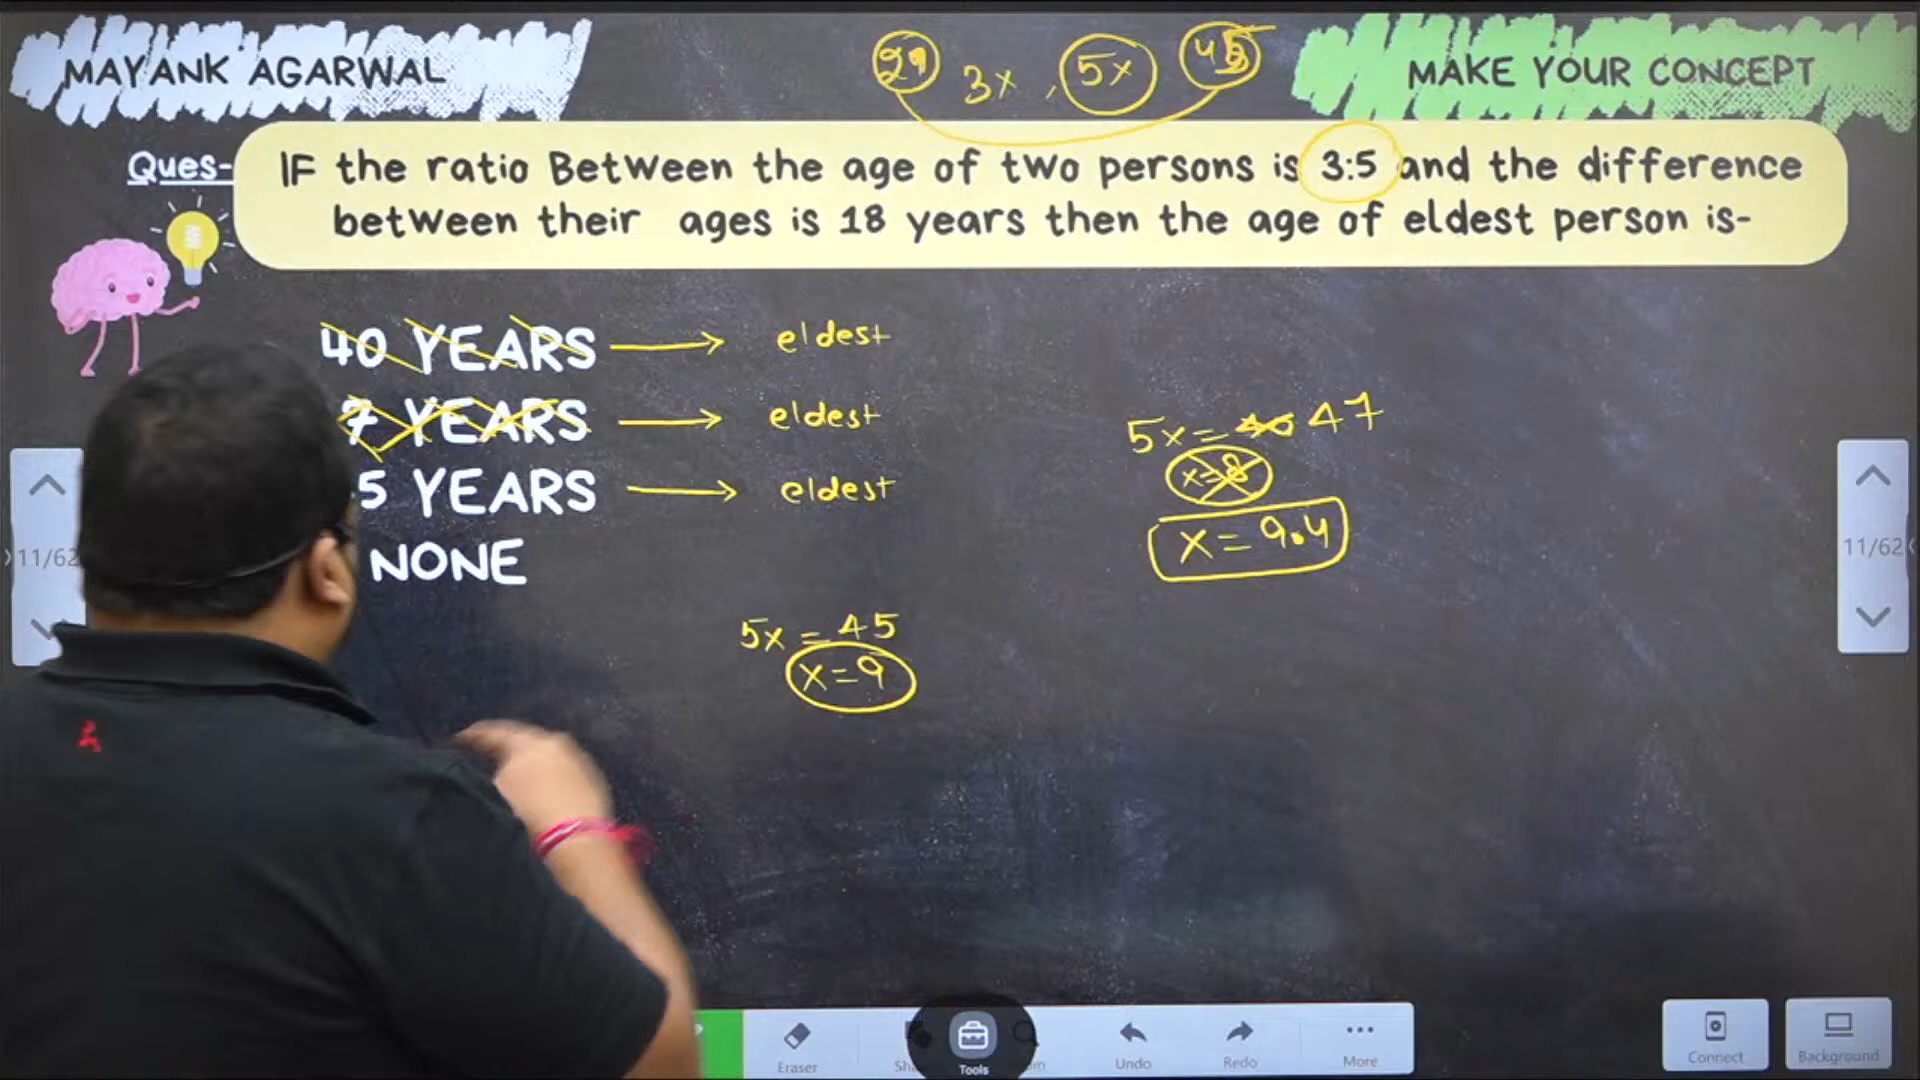 MAYANK AGARWAL
3x , 5x
MAKE YOUR CONCEPT
Ques-
IF the ratio Between the age of two persons is 3:5 and the difference
between their ages is 18 years then the age of eldest person is-
40 YEARS → eldest
7 YEARS → eldest
5 YEARS → eldest
NONE
5x = 40 47
x=8
x = 9.4
5x = 45
x=9
11/62
11/62
Eraser
Tools
Undo
Redo
More
Connect
Background